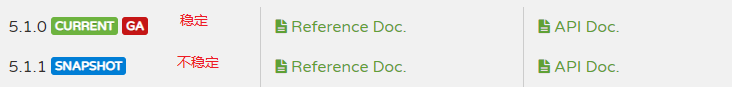 5.1.0 CURRENT GA 稳定 Reference Doc. API Doc.
5.1.1 SNAPSHOT 不稳定 Reference Doc. API Doc.